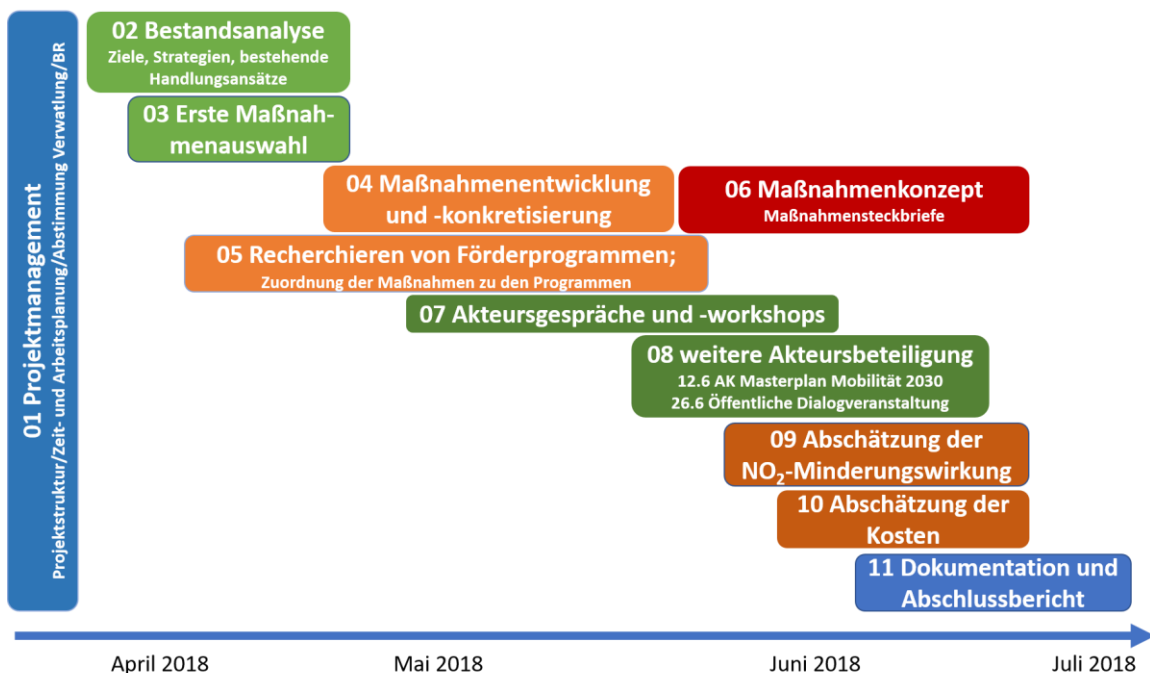 01 Projektmanagement
Projektstruktur/Zeit- und Arbeitsplanung/Abstimmung Verwatlung/BR
02 Bestandsanalyse
Ziele, Strategien, bestehende
Handlungsansätze
03 Erste Maßnah-
menauswahl
04 Maßnahmenentwicklung
und -konkretisierung
06 Maßnahmenkonzept
Maßnahmensteckbriefe
05 Recherchieren von Förderprogrammen;
Zuordnung der Maßnahmen zu den Programmen
07 Akteursgespräche und -workshops
08 weitere Akteursbeteiligung
12.6 AK Masterplan Mobilität 2030
26.6 Öffentliche Dialogveranstaltung
09 Abschätzung der
NO₂-Minderungswirkung
10 Abschätzung der
Kosten
11 Dokumentation und
Abschlussbericht
April 2018
Mai 2018
Juni 2018
Juli 2018